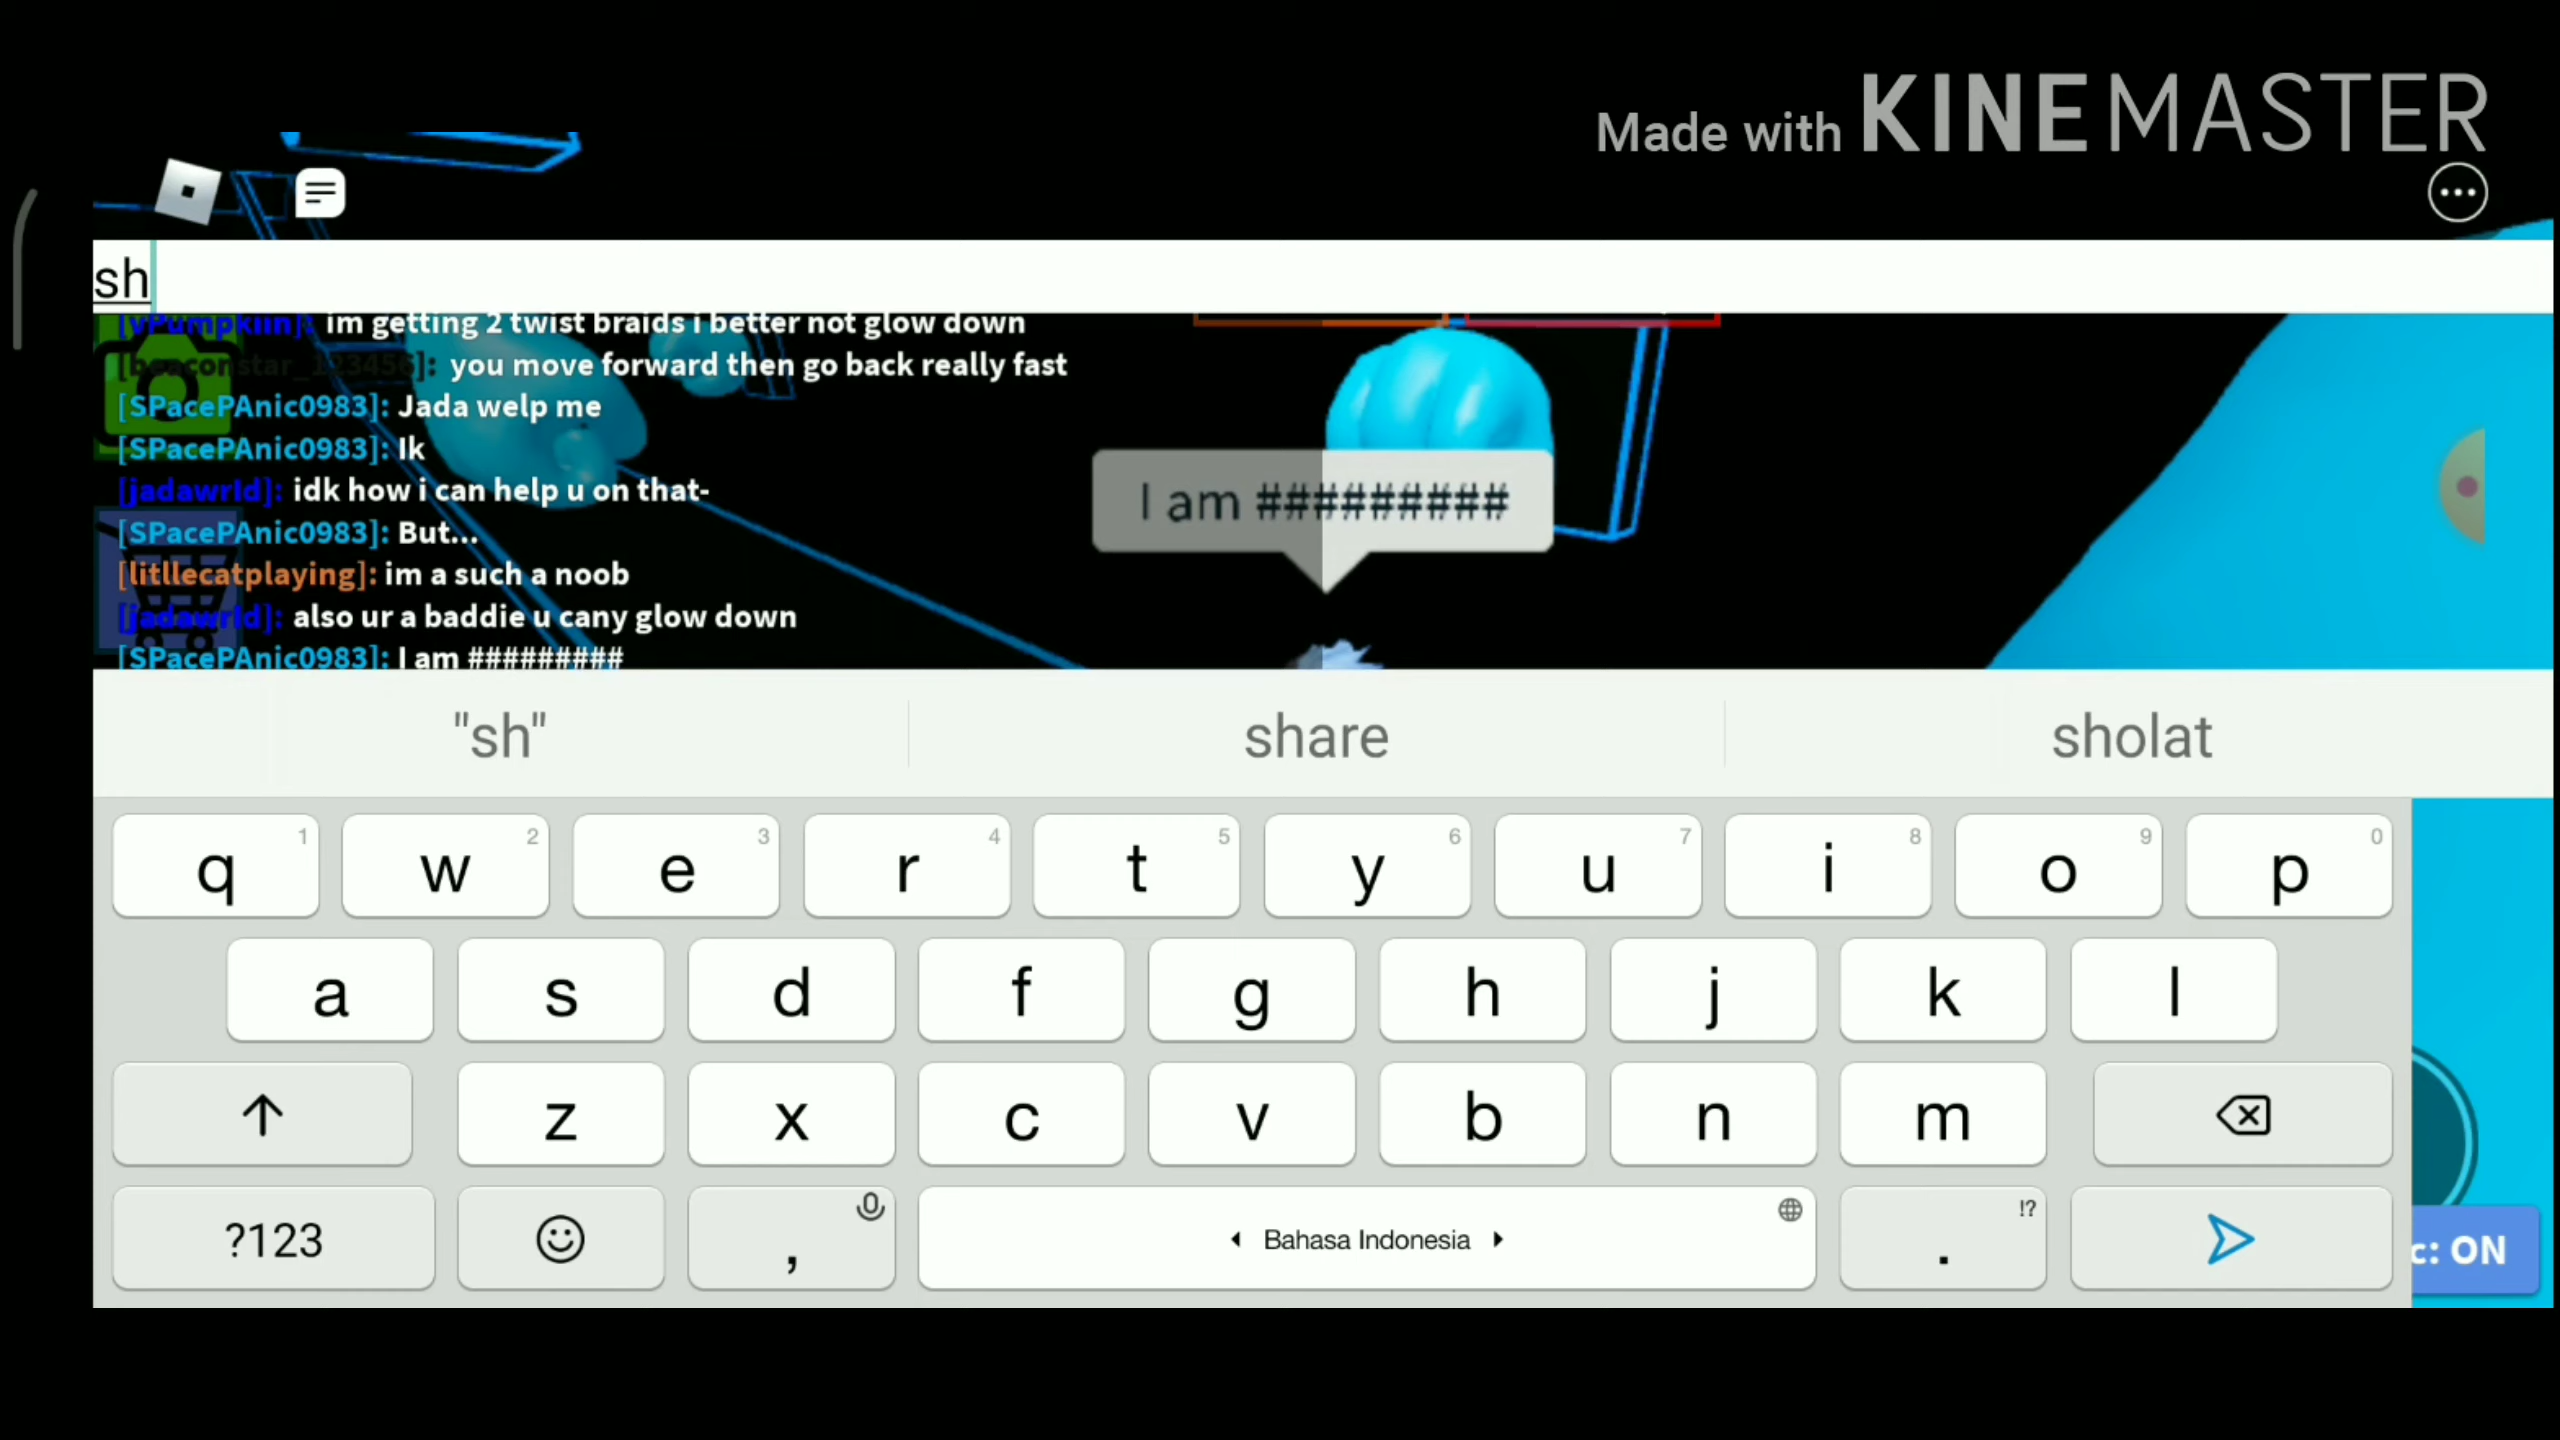 Made with KINEMASTER
sh
[vPumpkiin]: im getting 2 twist braids i better not glow down
[beaconstar_123456]: you move forward then go back really fast
[SPacePAnic0983]: Jada welp me
[SPacePAnic0983]: Ik
[jadawrld]: idk how i can help u on that-
[SPacePAnic0983]: But...
[litllecatplaying]: im a such a noob
[jadawrld]: also ur a baddie u cany glow down
[SPacePAnic0983]: I am #########
I am #########
"sh" share sholat
q 1 w 2 e 3 r 4 t 5 y 6 u 7 i 8 o 9 p 0
a s d f g h j k l
z x c v b n m
?123 , Bahasa Indonesia . !?
c: ON